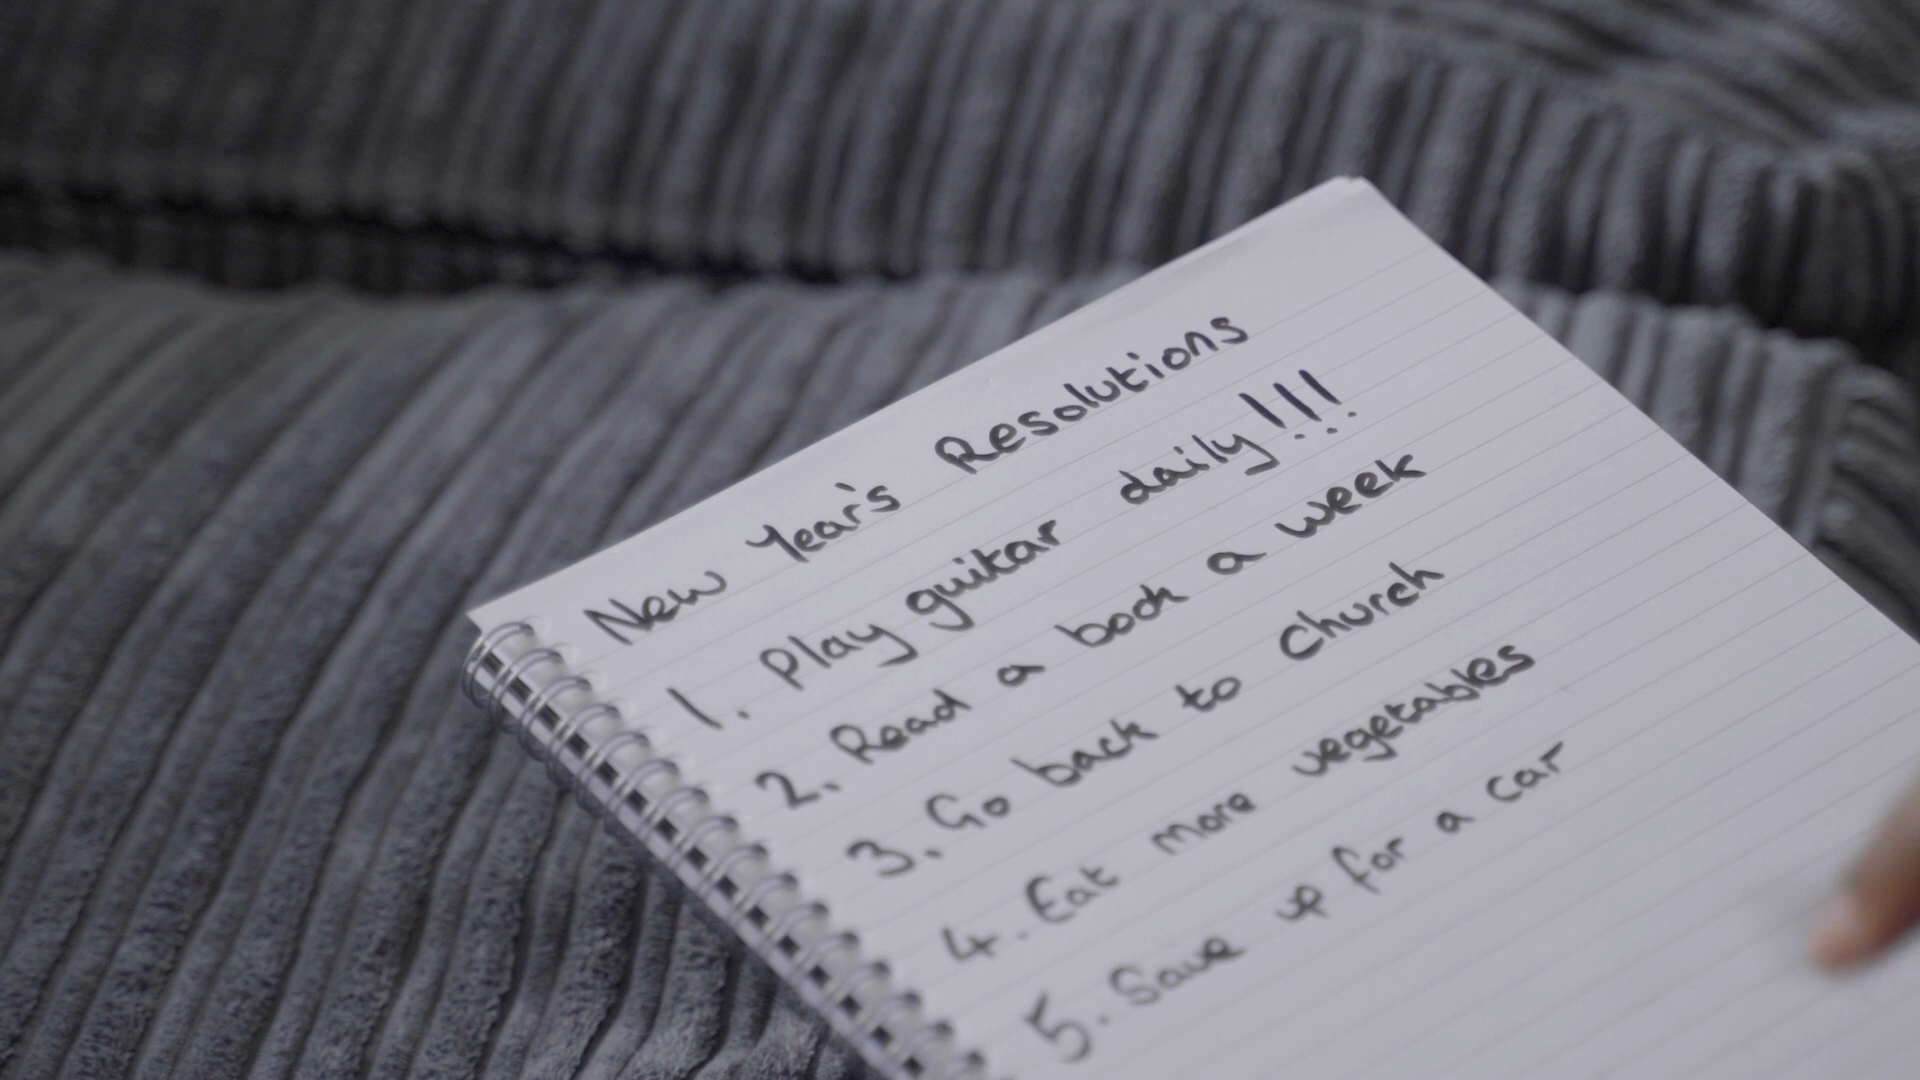 New Year's Resolutions
1. Play guitar daily!!!
2. Read a book a week
3. Go back to church
4. Eat more vegetables
5. Save up for a car